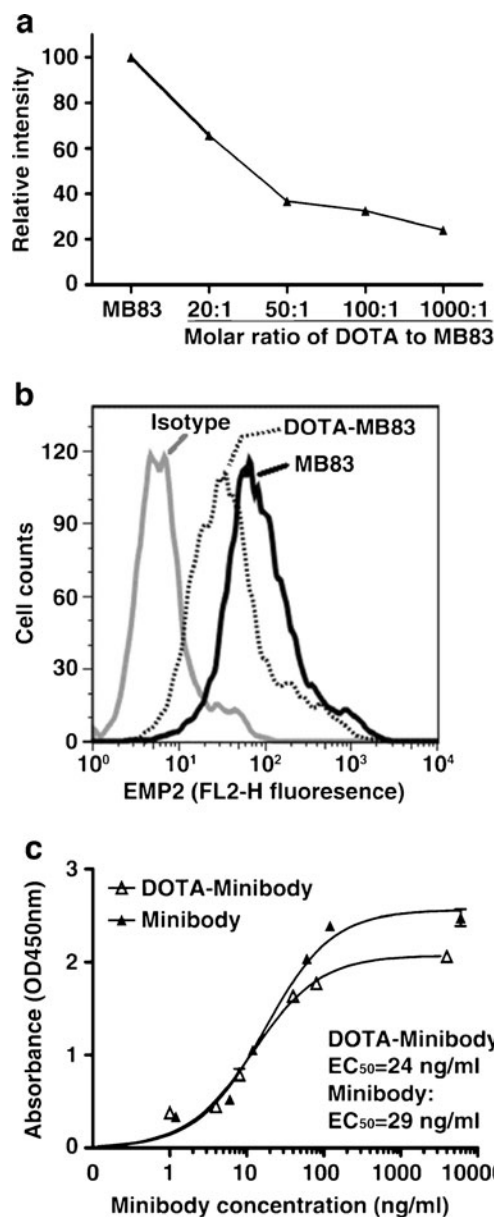 a
Relative intensity
120
100
80
60
40
20
0
MB83 20:1 50:1 100:1 1000:1
Molar ratio of DOTA to MB83
b
Isotype
DOTA-MB83
MB83
Cell counts
120
90
60
30
0
10⁰ 10¹ 10² 10³ 10⁴
EMP2 (FL2-H fluoresence)
c
Absorbance (OD450nm)
3
2
1
0
DOTA-Minibody
Minibody
DOTA-Minibody
EC₅₀=24 ng/ml
Minibody:
EC₅₀=29 ng/ml
0 1 10 100 1000
Minibody concentration (ng/ml)